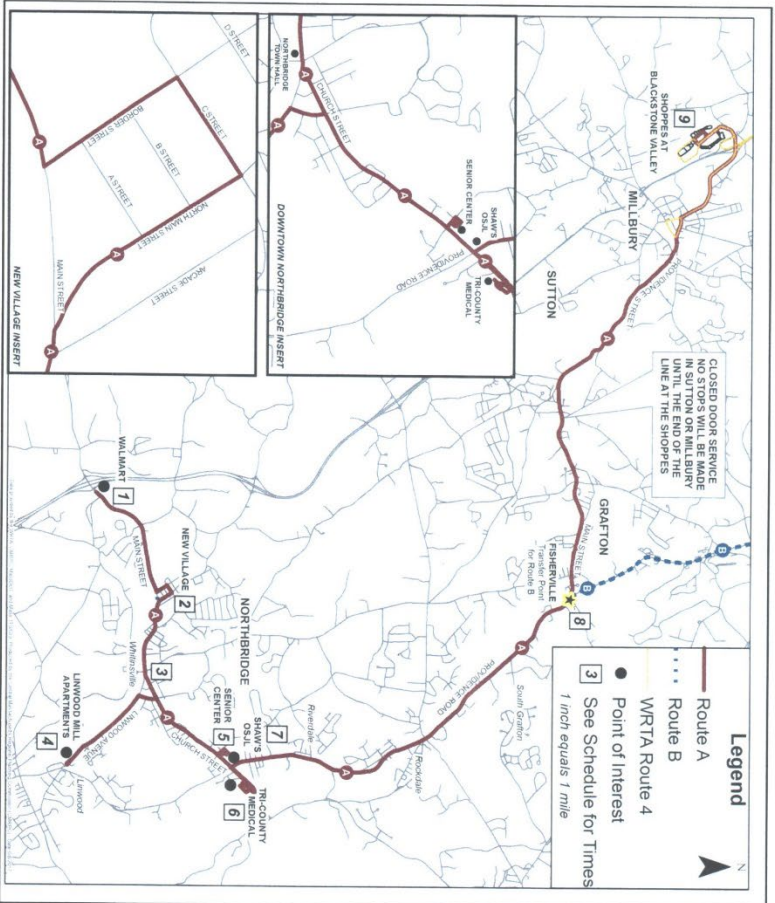 SHOPPES AT
BLACKSTONE VALLEY
9
MILLBURY
PROVIDENCE STREET
A
SUTTON
CLOSED DOOR SERVICE
NO STOPS WILL BE MADE
IN SUTTON OR MILLBURY
UNTIL THE END OF THE
LINE AT THE SHOPPES
GRAFTON
MAIN STREET
B
B
FISHERVILLE
Transfer Point
for Route B
8
A
PROVIDENCE ROAD
South Grafton
Rockdale
A
Riverdale
7
SHAW'S
OSJL
SENIOR
CENTER
5
TRI-COUNTY
MEDICAL
6
NORTHBRIDGE
CHURCH STREET
A
3
Whitinsville
A
NEW VILLAGE
2
MAIN STREET
WALMART
1
LINWOOD AVENUE
LINWOOD MILL
APARTMENTS
4
Linwood
Legend
N
Route A
Route B
WRTA Route 4
Point of Interest
3 See Schedule for Times
1 inch equals 1 mile
NORTHBRIDGE
TOWN HALL
CHURCH STREET
A
A
SENIOR CENTER
SHAW'S
OSJL
A
PROVIDENCE ROAD
TRI-COUNTY
MEDICAL
DOWNTOWN NORTHBRIDGE INSERT
D STREET
C STREET
BORDER STREET
B STREET
A STREET
NORTH MAIN STREET
ARCADE STREET
MAIN STREET
A
A
A
NEW VILLAGE INSERT